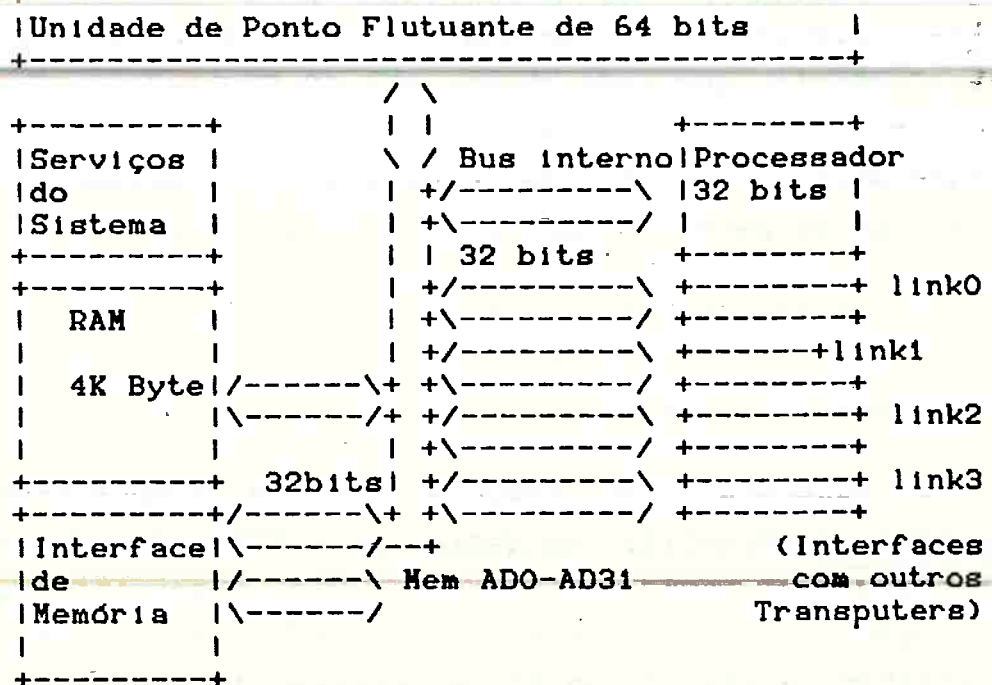 Unidade de Ponto Flutuante de 64 bits
Serviços
do
Sistema
Bus interno
Processador
32 bits
32 bits
RAM
4K Byte
link0
link1
link2
link3
32bits
Interface
de
Memória
Mem AD0-AD31
(Interfaces
com outros
Transputers)